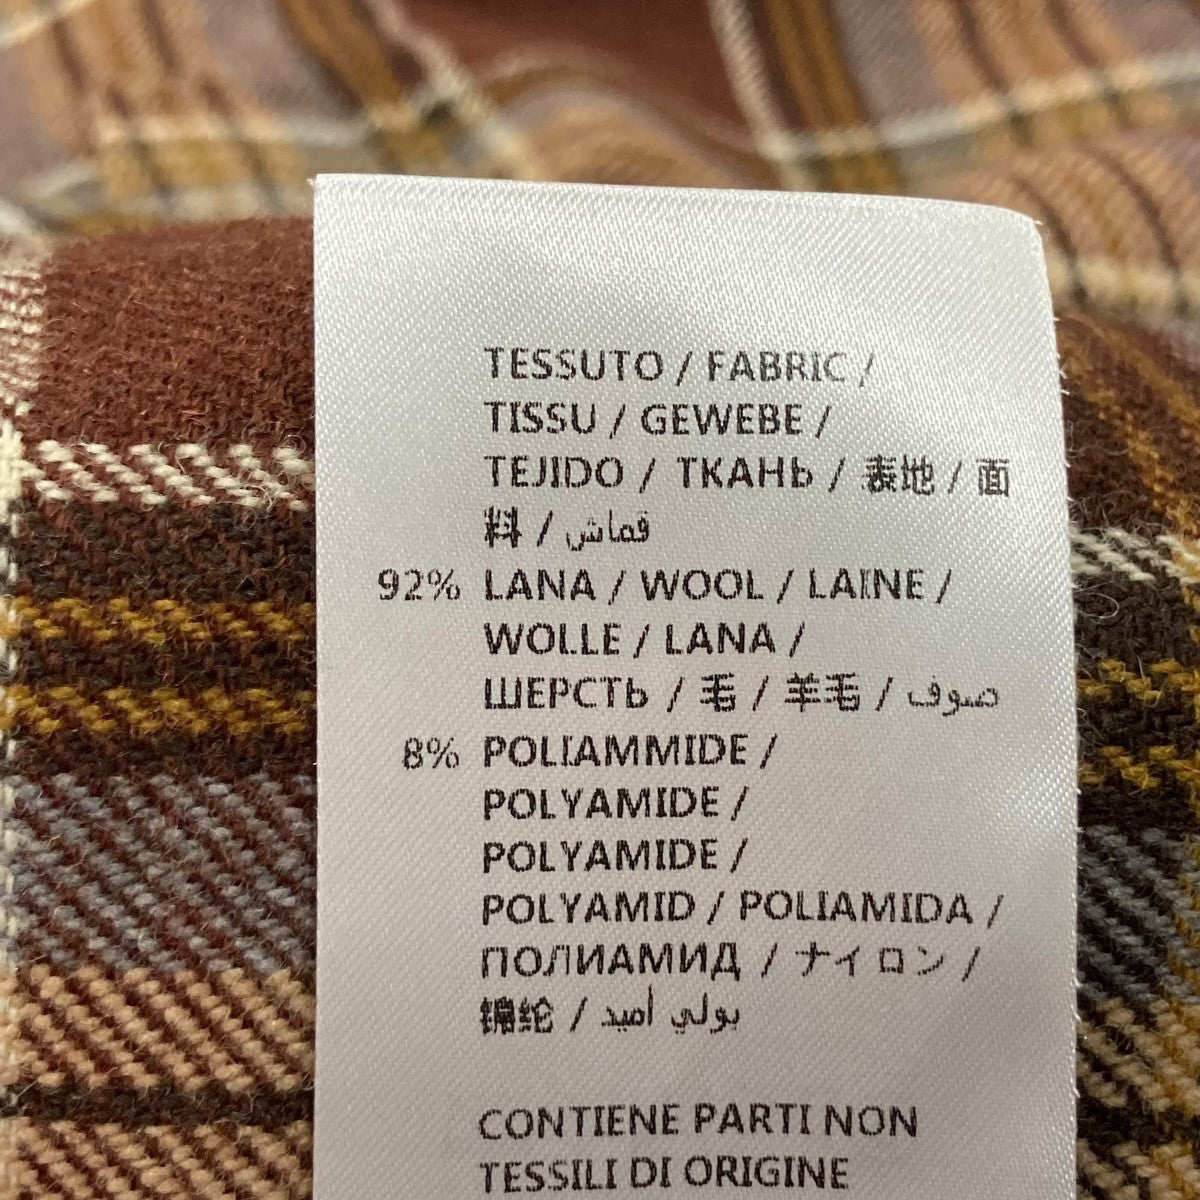 TESSUTO / FABRIC /
TISSU / GEWEBE /
TEJIDO / ТКАНЬ / 表地 / 面
料 / قماش
92% LANA / WOOL / LAINE /
WOLLE / LANA /
ШЕРСТЬ / 毛 / 羊毛 / صوف
8% POLIAMMIDE /
POLYAMIDE /
POLYAMIDE /
POLYAMID / POLIAMIDA /
ПОЛИАМИД / ナイロン /
锦纶 / بولي أميد
CONTIENE PARTI NON
TESSILI DI ORIGINE